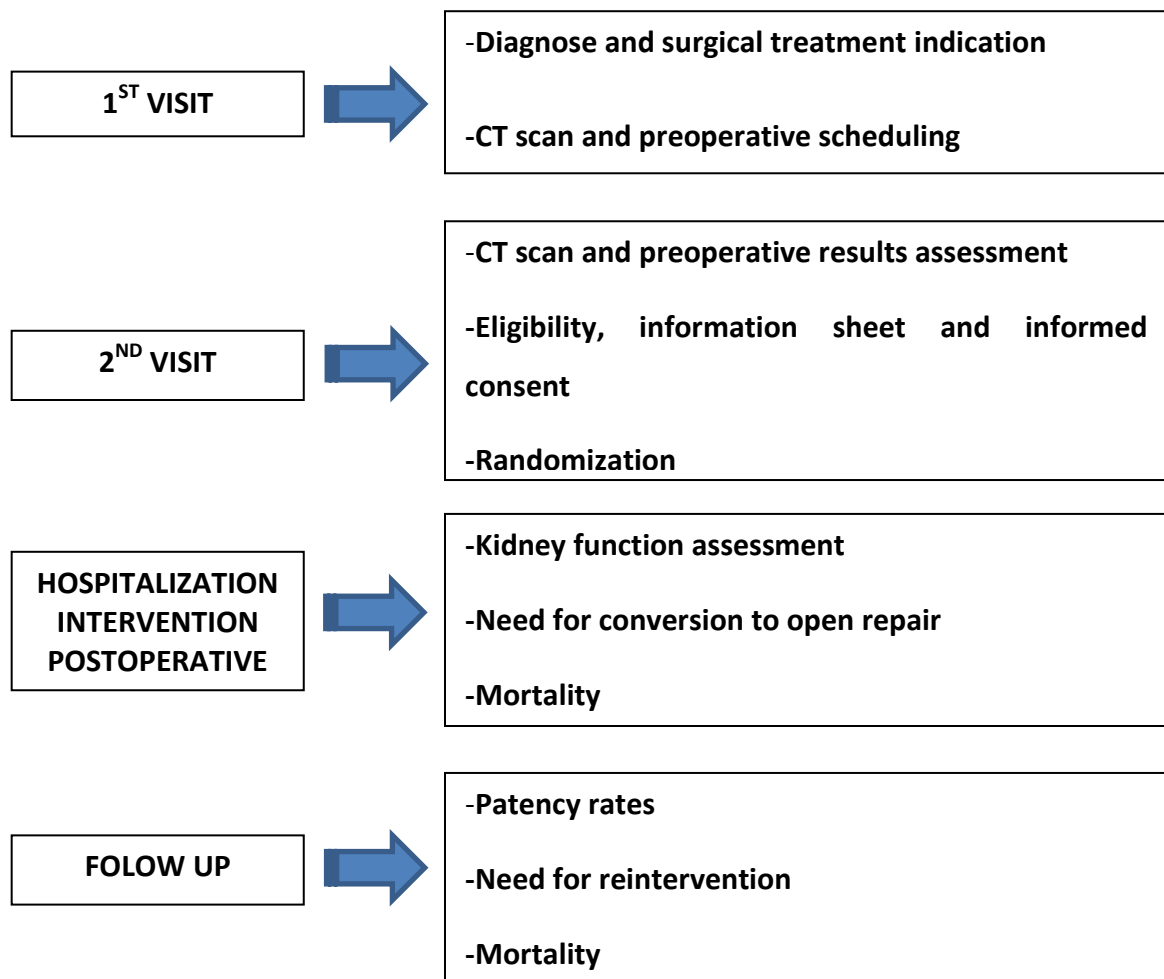 1ST VISIT
-Diagnose and surgical treatment indication
-CT scan and preoperative scheduling
2ND VISIT
-CT scan and preoperative results assessment
-Eligibility, information sheet and informed
consent
-Randomization
HOSPITALIZATION
INTERVENTION
POSTOPERATIVE
-Kidney function assessment
-Need for conversion to open repair
-Mortality
FOLOW UP
-Patency rates
-Need for reintervention
-Mortality